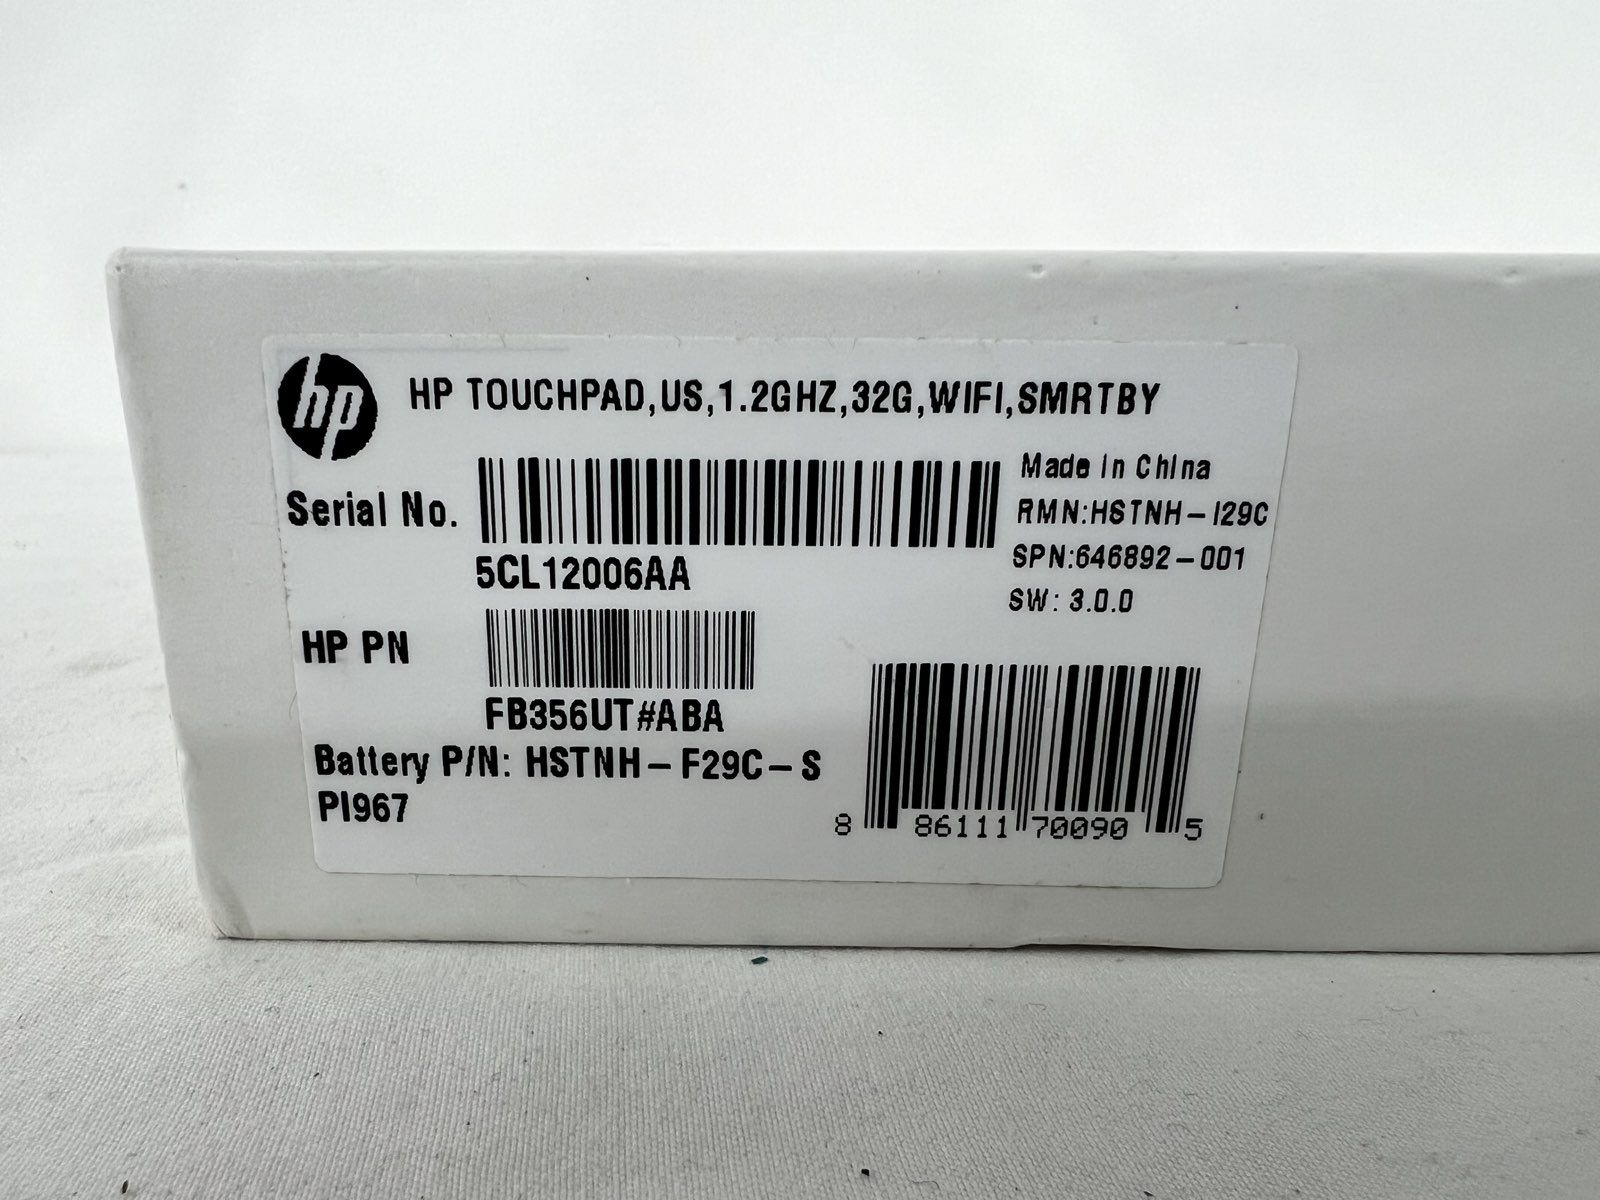 hp
HP TOUCHPAD,US,1.2GHZ,32G,WIFI,SMRTBY
Serial No.
5CL12006AA
Made In China
RMN:HSTNH-I29C
SPN:646892-001
SW: 3.0.0
HP PN
FB356UT#ABA
Battery P/N: HSTNH-F29C-S
PI967
8 86111 70090 5